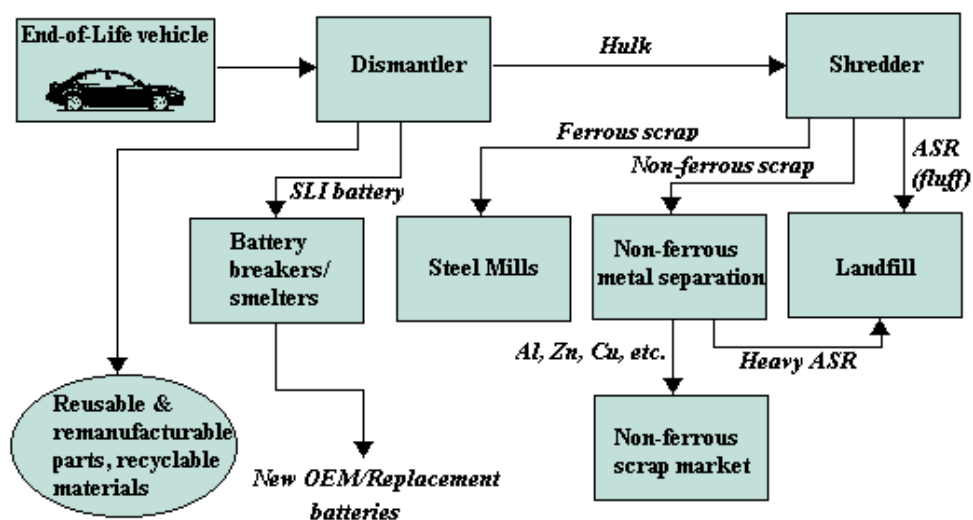 End-of-Life vehicle
Dismantler
Hulk
Shredder
Ferrous scrap
Non-ferrous scrap
ASR
(fluff)
SLI battery
Battery
breakers/
smelters
Steel Mills
Non-ferrous
metal separation
Landfill
Al, Zn, Cu, etc.
Heavy ASR
Reusable &
remanufacturable
parts, recyclable
materials
New OEM/Replacement
batteries
Non-ferrous
scrap market